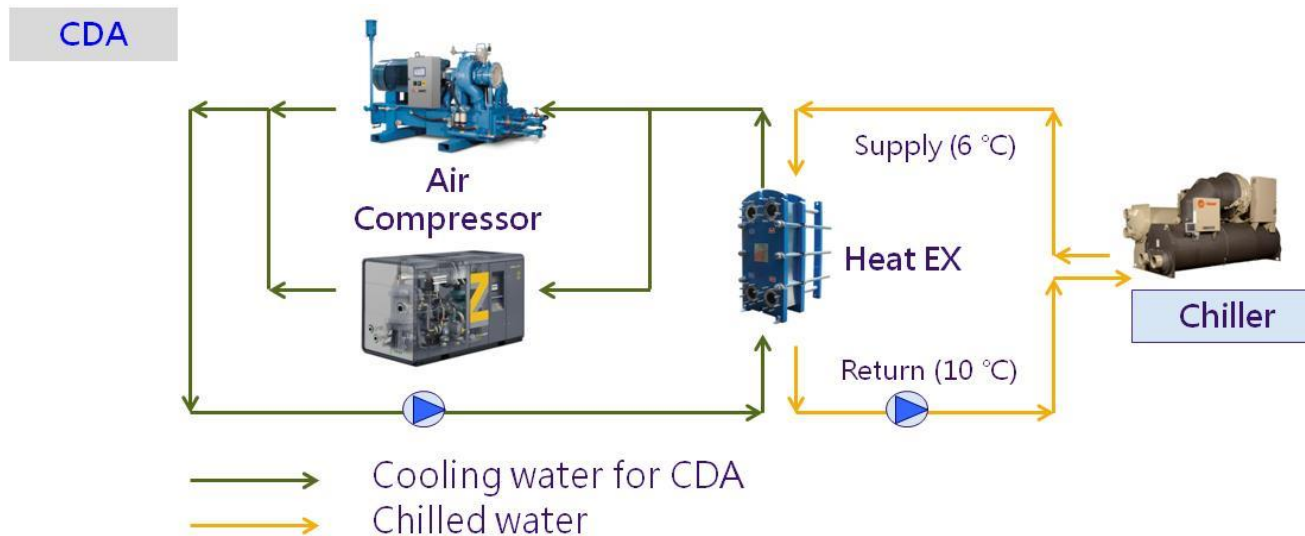 CDA
Supply (6 °C)
Air
Compressor
Heat EX
Z
Chiller
Return (10 °C)
Cooling water for CDA
Chilled water